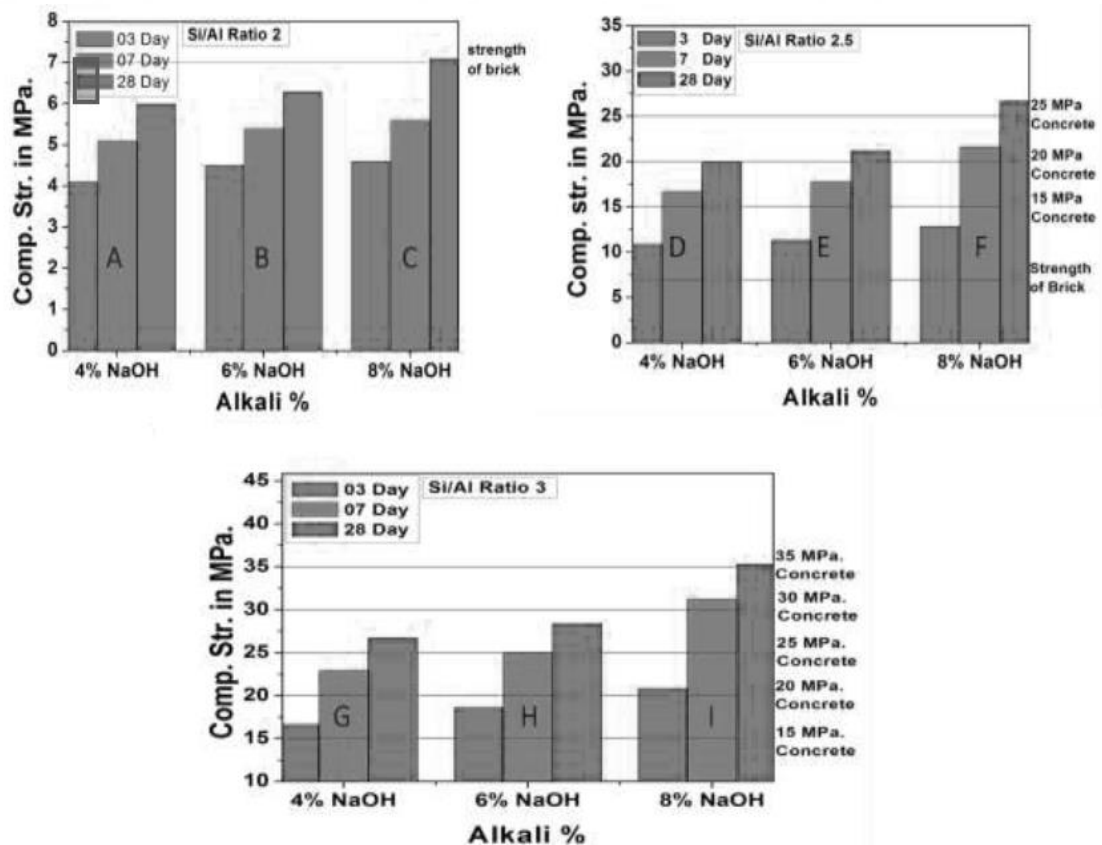 8
7
6
5
4
3
2
1
0
Comp. Str. in MPa.
03 Day
07 Day
28 Day
Si/Al Ratio 2
strength
of brick
A
B
C
4% NaOH
6% NaOH
8% NaOH
Alkali %
35
30
25
20
15
10
5
0
Comp. str. in MPa.
3 Day
7 Day
28 Day
Si/Al Ratio 2.5
25 MPa
Concrete
20 MPa
Concrete
15 MPa
Concrete
Strength
of Brick
D
E
F
4% NaOH
6% NaOH
8% NaOH
Alkali %
45
40
35
30
25
20
15
10
Comp. Str. in MPa.
03 Day
07 Day
28 Day
Si/Al Ratio 3
35 MPa.
Concrete
30 MPa.
Concrete
25 MPa.
Concrete
20 MPa.
Concrete
15 MPa.
Concrete
G
H
I
4% NaOH
6% NaOH
8% NaOH
Alkali %